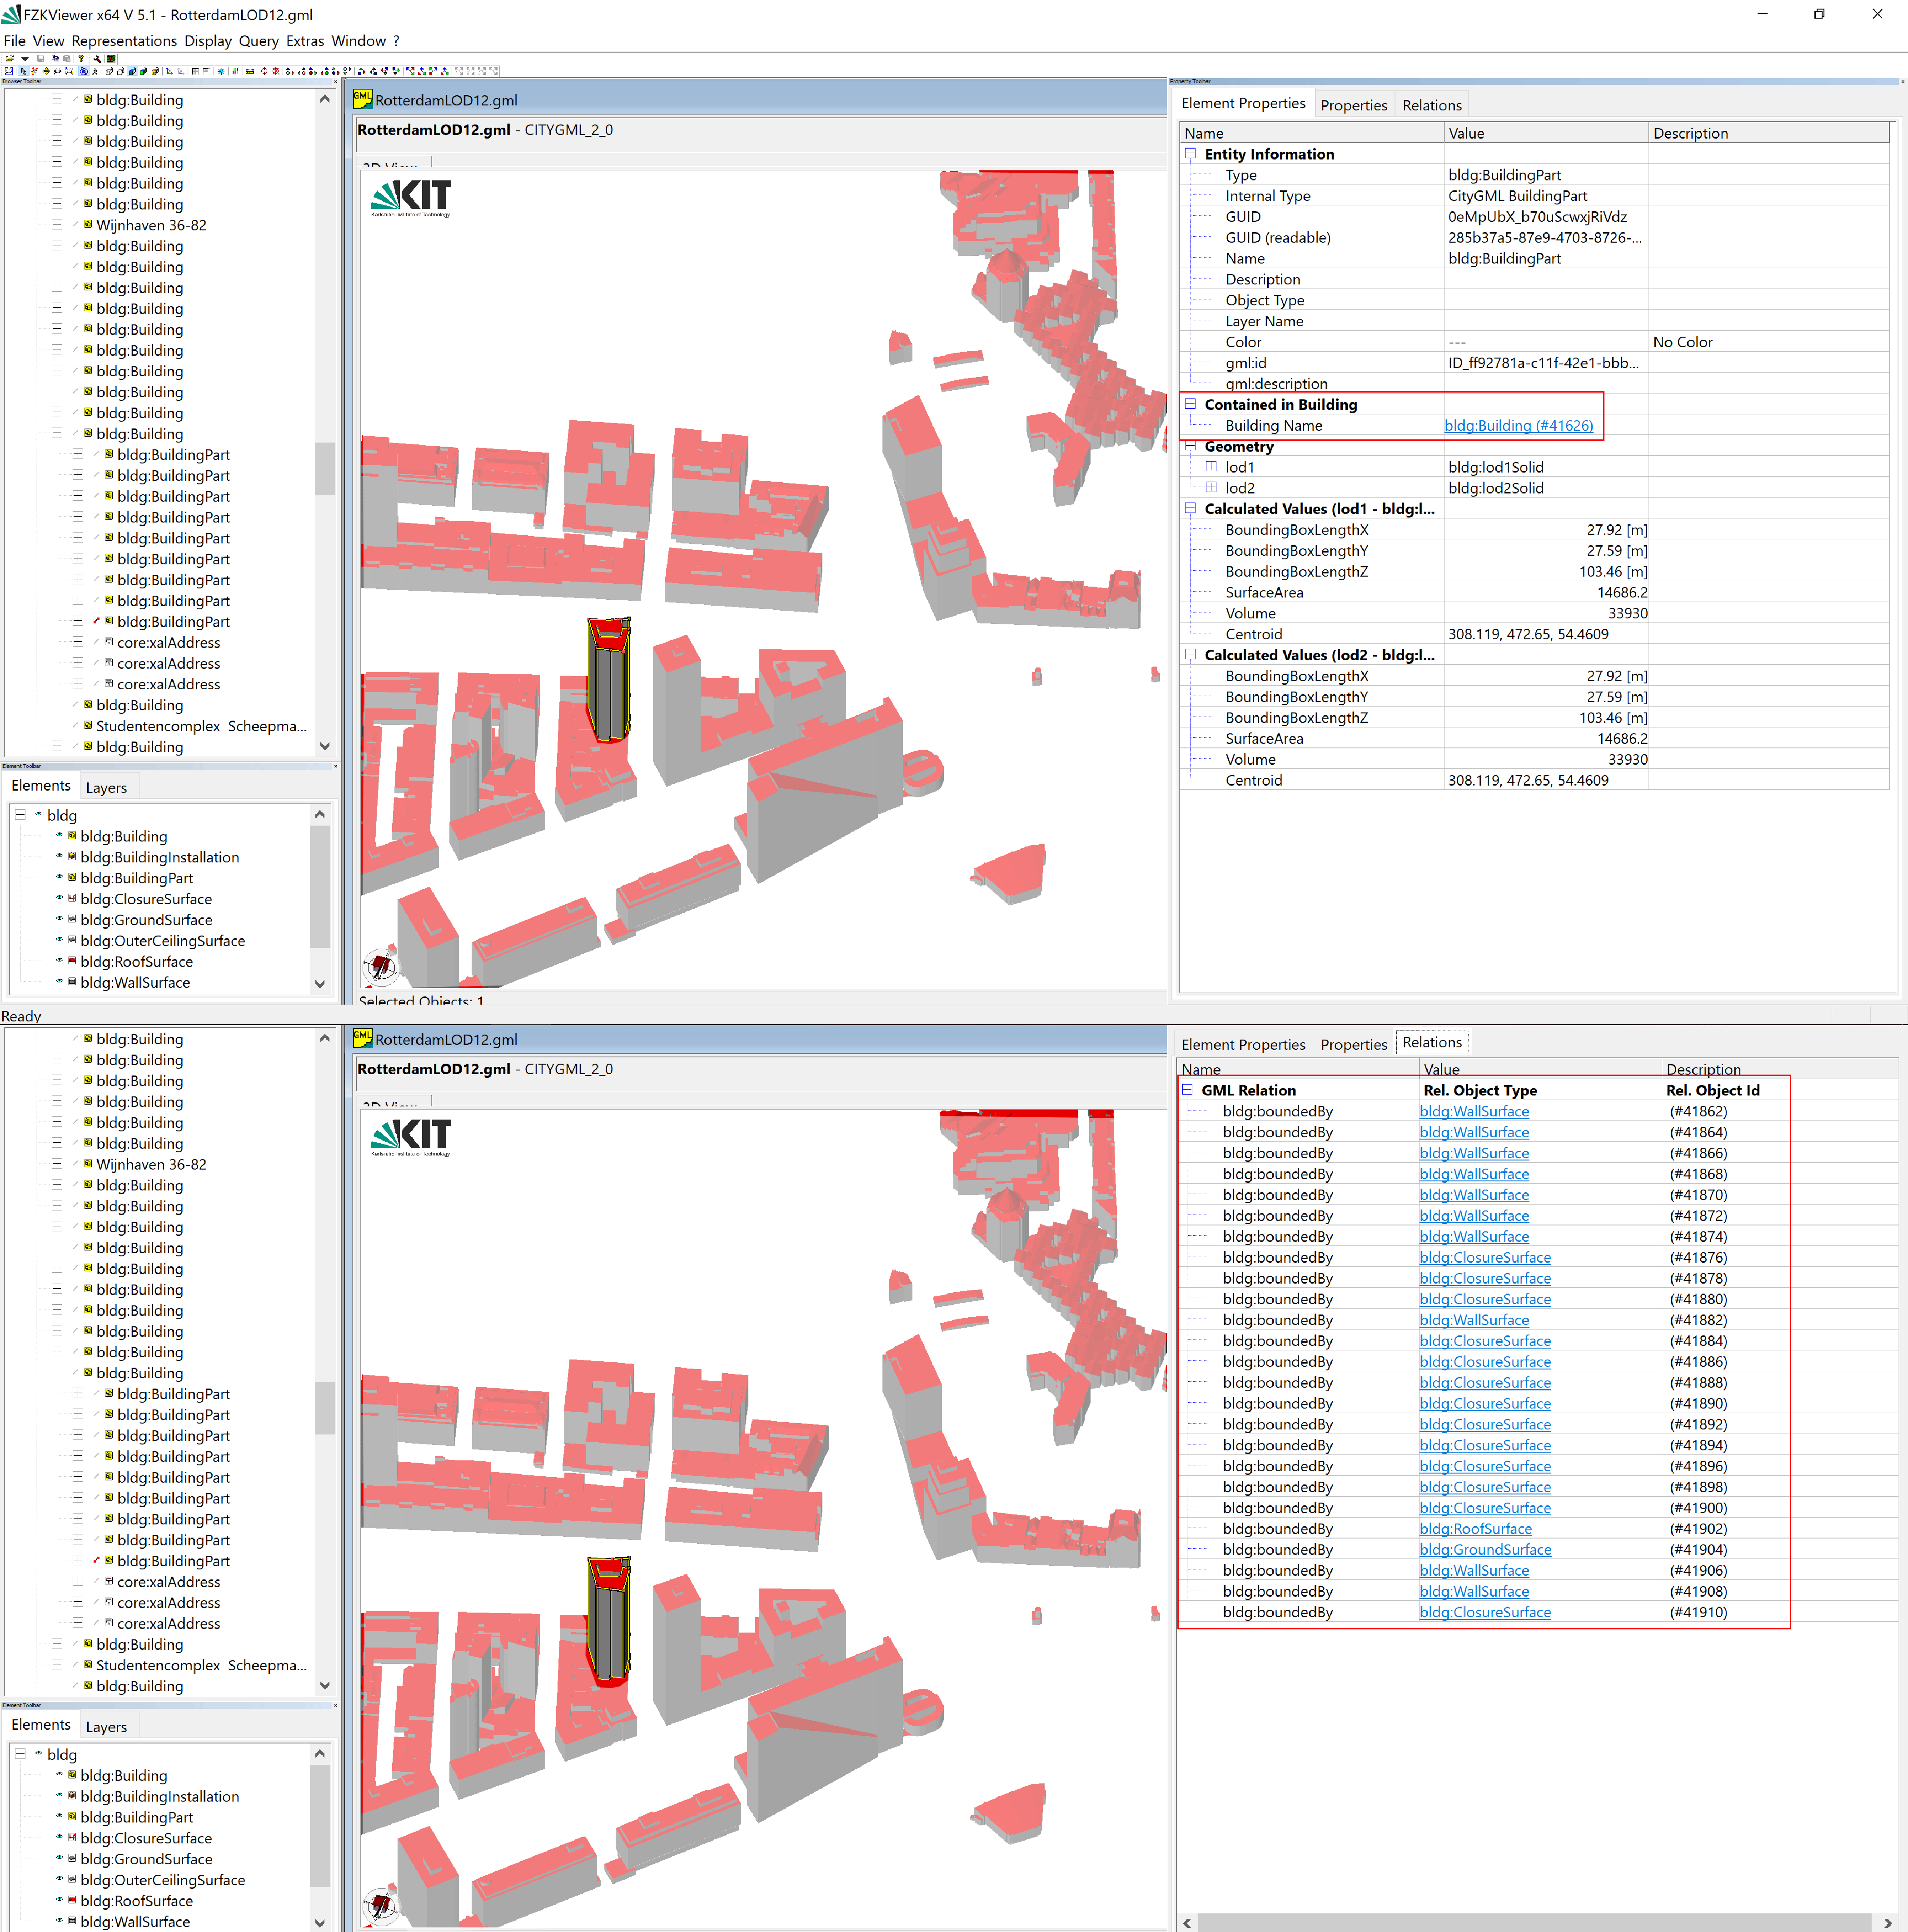 FZKViewer x64 V 5.1 - RotterdamLOD12.gml
File View Representations Display Query Extras Window ?
Browser Toolbar
bldg:Building
bldg:Building
bldg:Building
bldg:Building
bldg:Building
bldg:Building
Wijnhaven 36-82
bldg:Building
bldg:Building
bldg:Building
bldg:Building
bldg:Building
bldg:Building
bldg:Building
bldg:Building
bldg:Building
bldg:Building
bldg:BuildingPart
bldg:BuildingPart
bldg:BuildingPart
bldg:BuildingPart
bldg:BuildingPart
bldg:BuildingPart
bldg:BuildingPart
bldg:BuildingPart
bldg:BuildingPart
core:xalAddress
core:xalAddress
core:xalAddress
bldg:Building
Studentencomplex Scheepma...
bldg:Building
Element Toolbar
Elements Layers
bldg
bldg:Building
bldg:BuildingInstallation
bldg:BuildingPart
bldg:ClosureSurface
bldg:GroundSurface
bldg:OuterCeilingSurface
bldg:RoofSurface
bldg:WallSurface
GML RotterdamLOD12.gml
RotterdamLOD12.gml - CITYGML_2_0
3D View
KIT
Karlsruhe Institute of Technology
Selected Objects: 1
Property Toolbar
Element Properties Properties Relations
Name Value Description
Entity Information
Type bldg:BuildingPart
Internal Type CityGML BuildingPart
GUID 0eMpUbX_b70uScwxjRiVdz
GUID (readable) 285b37a5-87e9-4703-8726-...
Name bldg:BuildingPart
Description
Object Type
Layer Name
Color --- No Color
gml:id ID_ff92781a-c11f-42e1-bbb...
gml:description
Contained in Building
Building Name bldg:Building (#41626)
Geometry
lod1 bldg:lod1Solid
lod2 bldg:lod2Solid
Calculated Values (lod1 - bldg:l...
BoundingBoxLengthX 27.92 [m]
BoundingBoxLengthY 27.59 [m]
BoundingBoxLengthZ 103.46 [m]
SurfaceArea 14686.2
Volume 33930
Centroid 308.119, 472.65, 54.4609
Calculated Values (lod2 - bldg:l...
BoundingBoxLengthX 27.92 [m]
BoundingBoxLengthY 27.59 [m]
BoundingBoxLengthZ 103.46 [m]
SurfaceArea 14686.2
Volume 33930
Centroid 308.119, 472.65, 54.4609
Ready
bldg:Building
bldg:Building
bldg:Building
bldg:Building
bldg:Building
bldg:Building
Wijnhaven 36-82
bldg:Building
bldg:Building
bldg:Building
bldg:Building
bldg:Building
bldg:Building
bldg:Building
bldg:Building
bldg:Building
bldg:Building
bldg:BuildingPart
bldg:BuildingPart
bldg:BuildingPart
bldg:BuildingPart
bldg:BuildingPart
bldg:BuildingPart
bldg:BuildingPart
bldg:BuildingPart
bldg:BuildingPart
core:xalAddress
core:xalAddress
core:xalAddress
bldg:Building
Studentencomplex Scheepma...
bldg:Building
Element Toolbar
Elements Layers
bldg
bldg:Building
bldg:BuildingInstallation
bldg:BuildingPart
bldg:ClosureSurface
bldg:GroundSurface
bldg:OuterCeilingSurface
bldg:RoofSurface
bldg:WallSurface
GML RotterdamLOD12.gml
RotterdamLOD12.gml - CITYGML_2_0
3D View
KIT
Karlsruhe Institute of Technology
Element Properties Properties Relations
Name Value Description
GML Relation Rel. Object Type Rel. Object Id
bldg:boundedBy bldg:WallSurface (#41862)
bldg:boundedBy bldg:WallSurface (#41864)
bldg:boundedBy bldg:WallSurface (#41866)
bldg:boundedBy bldg:WallSurface (#41868)
bldg:boundedBy bldg:WallSurface (#41870)
bldg:boundedBy bldg:WallSurface (#41872)
bldg:boundedBy bldg:WallSurface (#41874)
bldg:boundedBy bldg:ClosureSurface (#41876)
bldg:boundedBy bldg:ClosureSurface (#41878)
bldg:boundedBy bldg:ClosureSurface (#41880)
bldg:boundedBy bldg:WallSurface (#41882)
bldg:boundedBy bldg:ClosureSurface (#41884)
bldg:boundedBy bldg:ClosureSurface (#41886)
bldg:boundedBy bldg:ClosureSurface (#41888)
bldg:boundedBy bldg:ClosureSurface (#41890)
bldg:boundedBy bldg:ClosureSurface (#41892)
bldg:boundedBy bldg:ClosureSurface (#41894)
bldg:boundedBy bldg:ClosureSurface (#41896)
bldg:boundedBy bldg:ClosureSurface (#41898)
bldg:boundedBy bldg:ClosureSurface (#41900)
bldg:boundedBy bldg:RoofSurface (#41902)
bldg:boundedBy bldg:GroundSurface (#41904)
bldg:boundedBy bldg:WallSurface (#41906)
bldg:boundedBy bldg:WallSurface (#41908)
bldg:boundedBy bldg:ClosureSurface (#41910)